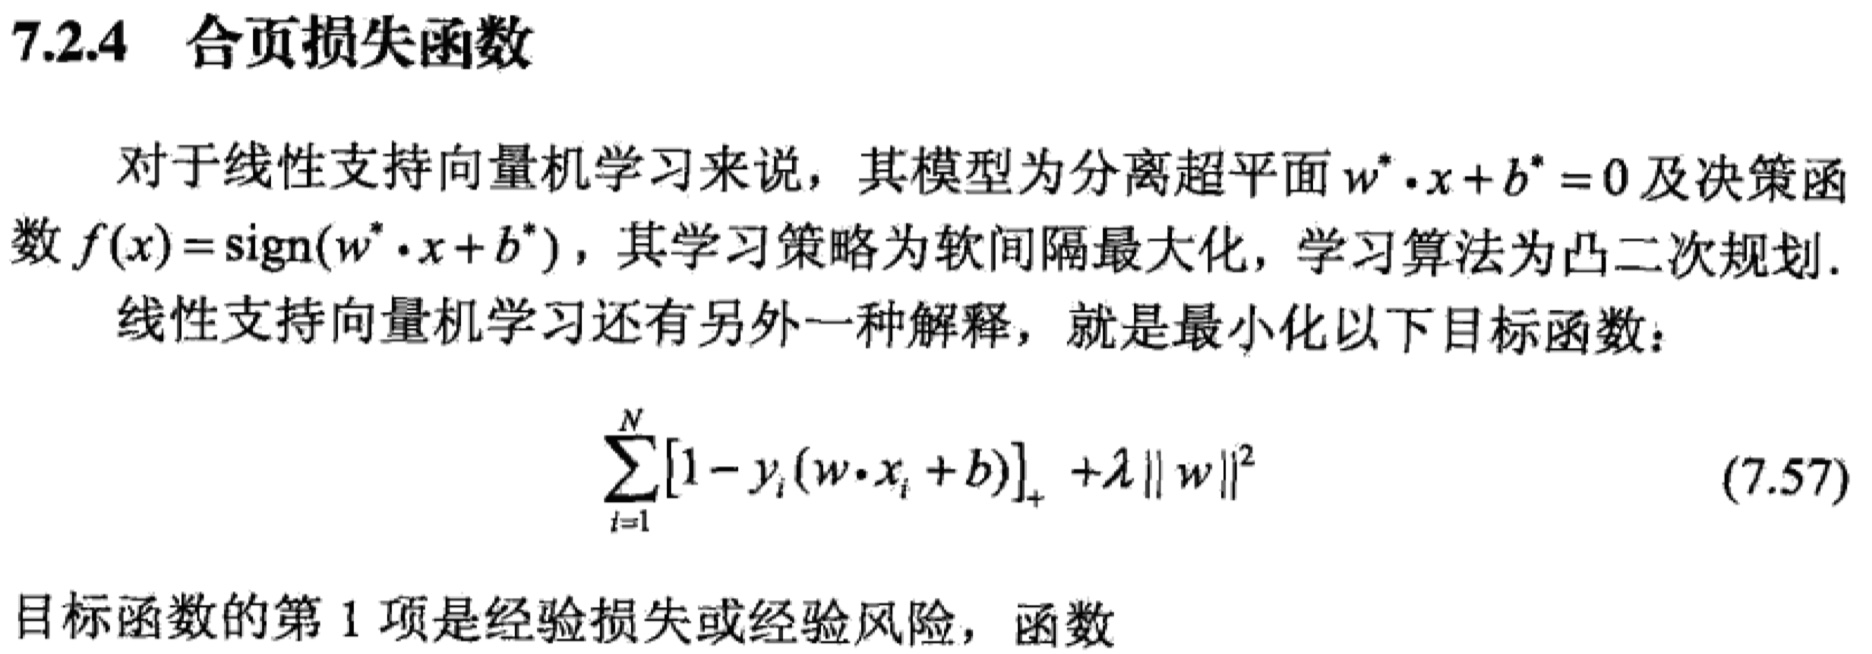 7.2.4 合页损失函数
对于线性支持向量机学习来说，其模型为分离超平面 w*·x+b*=0 及决策函
数 f(x)=sign(w*·x+b*)，其学习策略为软间隔最大化，学习算法为凸二次规划.
线性支持向量机学习还有另外一种解释，就是最小化以下目标函数：
\sum_{i=1}^{N}[1-y_i(w·x_i+b)]_+ +λ||w||^2 (7.57)
目标函数的第 1 项是经验损失或经验风险，函数